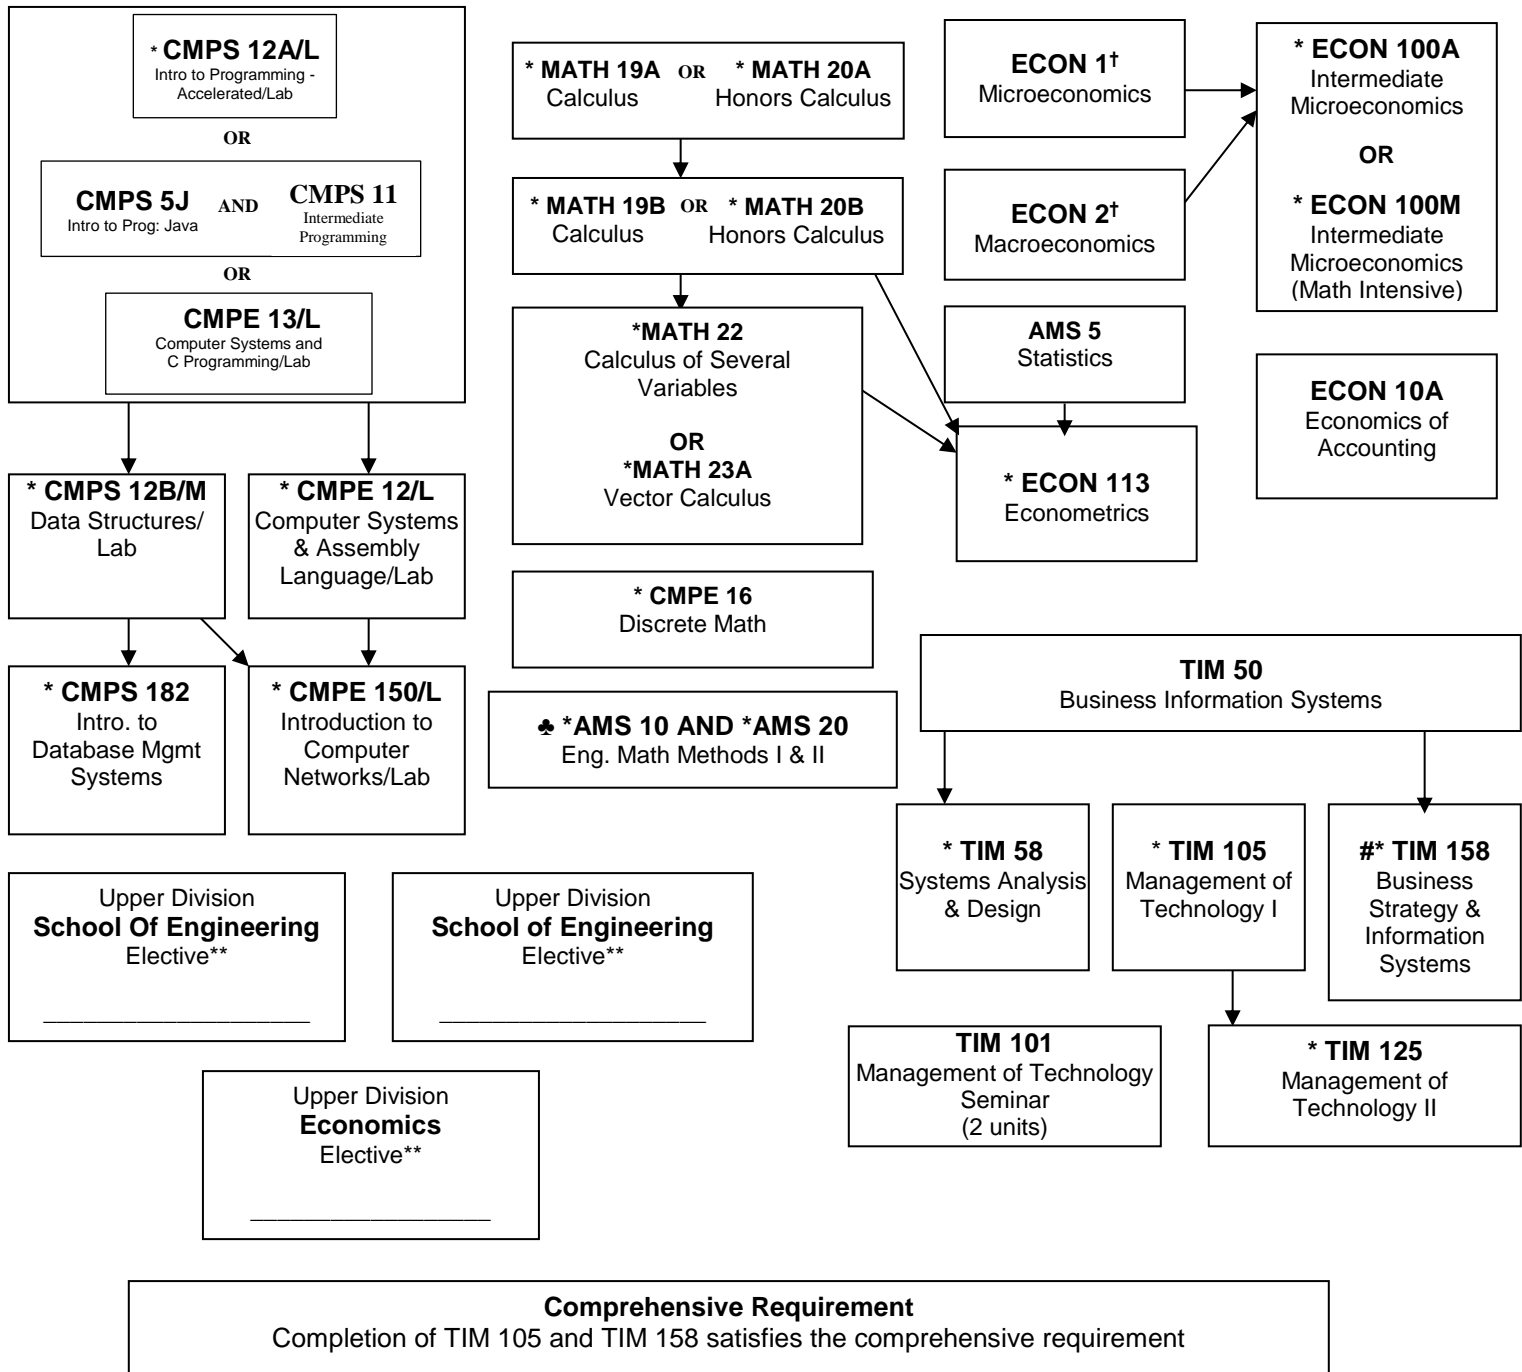 * CMPS 12A/L
Intro to Programming -
Accelerated/Lab
OR
CMPS 5J
Intro to Prog: Java
AND
CMPS 11
Intermediate
Programming
OR
CMPE 13/L
Computer Systems and
C Programming/Lab
* CMPS 12B/M
Data Structures/
Lab
* CMPE 12/L
Computer Systems
& Assembly
Language/Lab
* CMPS 182
Intro. to
Database Mgmt
Systems
* CMPE 150/L
Introduction to
Computer
Networks/Lab
* MATH 19A OR * MATH 20A
Calculus Honors Calculus
* MATH 19B OR * MATH 20B
Calculus Honors Calculus
*MATH 22
Calculus of Several
Variables
OR
*MATH 23A
Vector Calculus
* CMPE 16
Discrete Math
♣ *AMS 10 AND *AMS 20
Eng. Math Methods I & II
ECON 1†
Microeconomics
ECON 2†
Macroeconomics
AMS 5
Statistics
* ECON 113
Econometrics
* ECON 100A
Intermediate
Microeconomics
OR
* ECON 100M
Intermediate
Microeconomics
(Math Intensive)
ECON 10A
Economics of
Accounting
TIM 50
Business Information Systems
* TIM 58
Systems Analysis
& Design
* TIM 105
Management of
Technology I
#* TIM 158
Business
Strategy &
Information
Systems
TIM 101
Management of Technology
Seminar
(2 units)
* TIM 125
Management of
Technology II
Upper Division
School Of Engineering
Elective**
Upper Division
School of Engineering
Elective**
Upper Division
Economics
Elective**
Comprehensive Requirement
Completion of TIM 105 and TIM 158 satisfies the comprehensive requirement